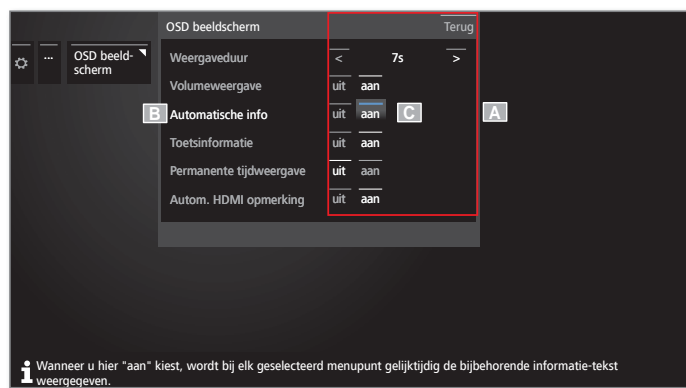 OSD beeldscherm
Terug
...
OSD beeld-
scherm
Weergaveduur < 7s >
Volumeweergave uit aan
B Automatische info uit aan C A
Toetsinformatie uit aan
Permanente tijdweergave uit aan
Autom. HDMI opmerking uit aan
Wanneer u hier "aan" kiest, wordt bij elk geselecteerd menupunt gelijktijdig de bijbehorende informatie-tekst
weergegeven.